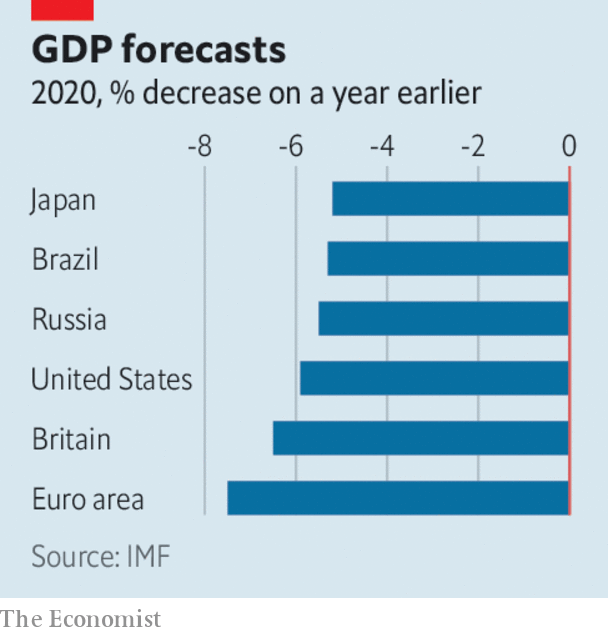 GDP forecasts
2020, % decrease on a year earlier
-8 -6 -4 -2 0
Japan
Brazil
Russia
United States
Britain
Euro area
Source: IMF
The Economist